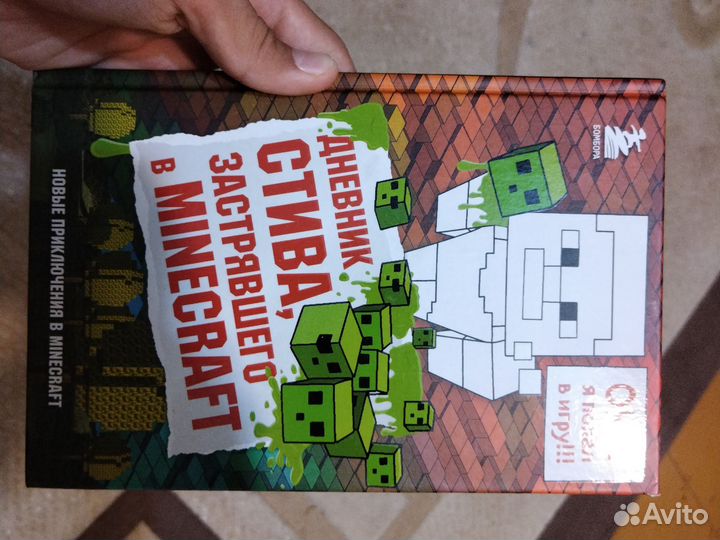 БОМБОРА
Я попал
в игру!!!
ДНЕВНИК
СТИВА,
ЗАСТРЯВШЕГО
В MINECRAFT
НОВЫЕ ПРИКЛЮЧЕНИЯ В MINECRAFT
Avito